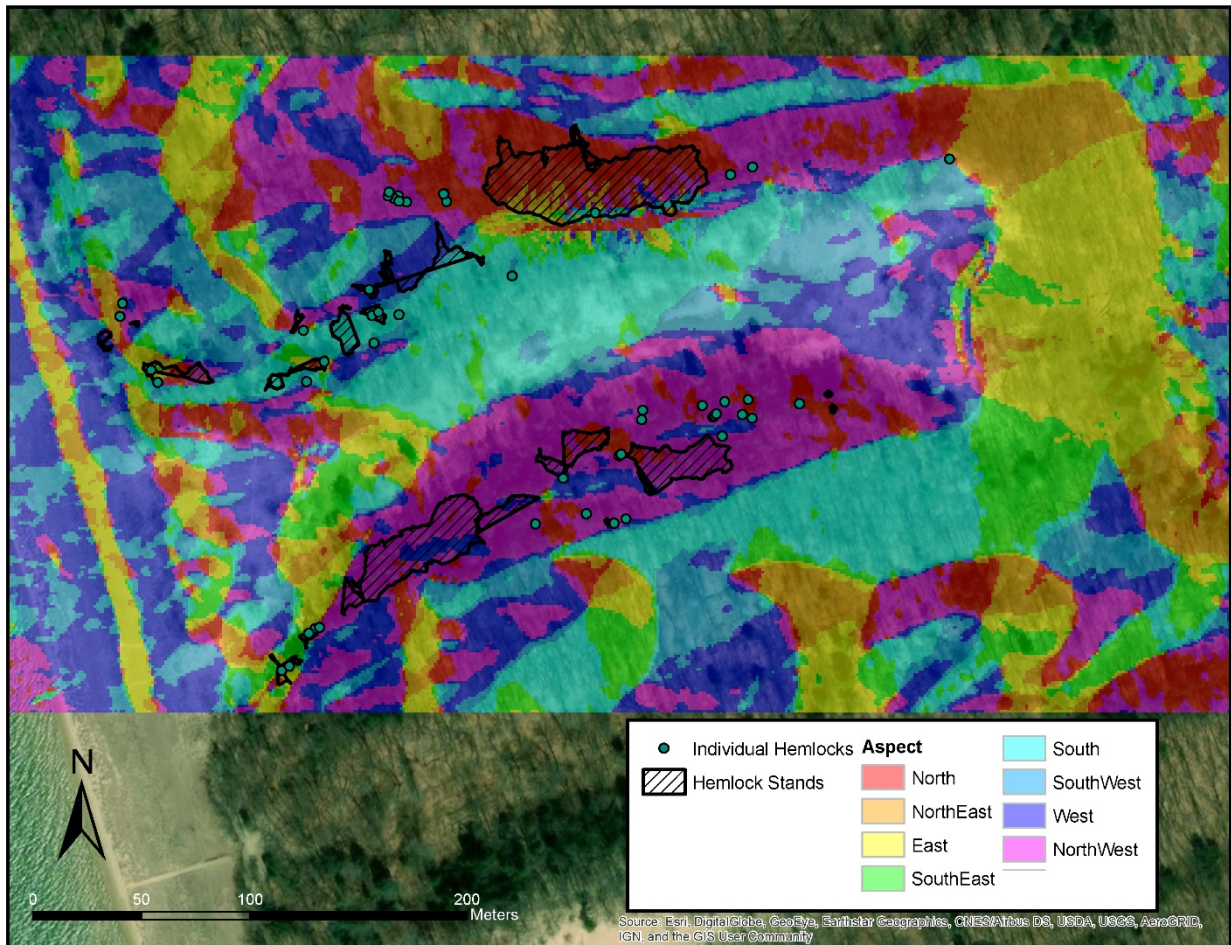 N
0 50 100 200
Meters
Individual Hemlocks
Hemlock Stands
Aspect
North
NorthEast
East
SouthEast
South
SouthWest
West
NorthWest
Source: Esri, DigitalGlobe, GeoEye, Earthstar Geographics, CNES/Airbus DS, USDA, USGS, AeroGRID,
IGN, and the GIS User Community